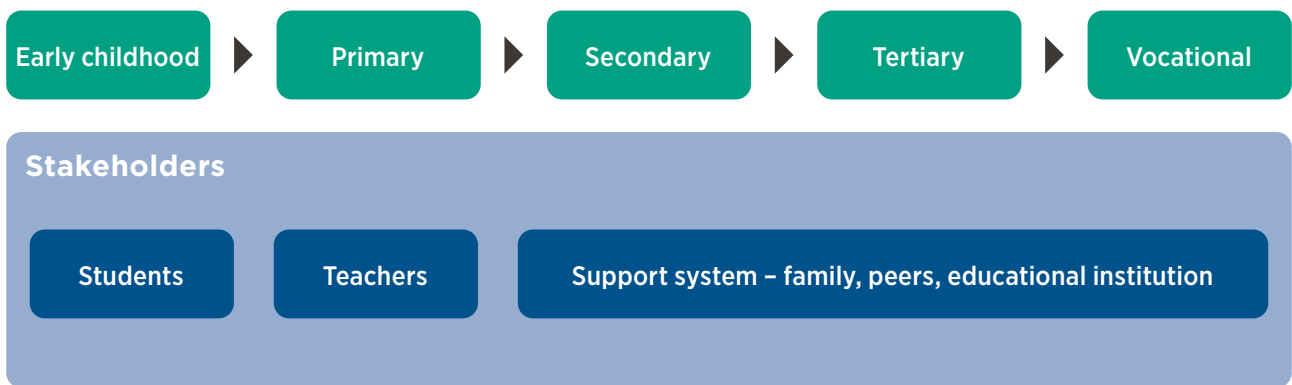 Early childhood
Primary
Secondary
Tertiary
Vocational
Stakeholders
Students
Teachers
Support system – family, peers, educational institution